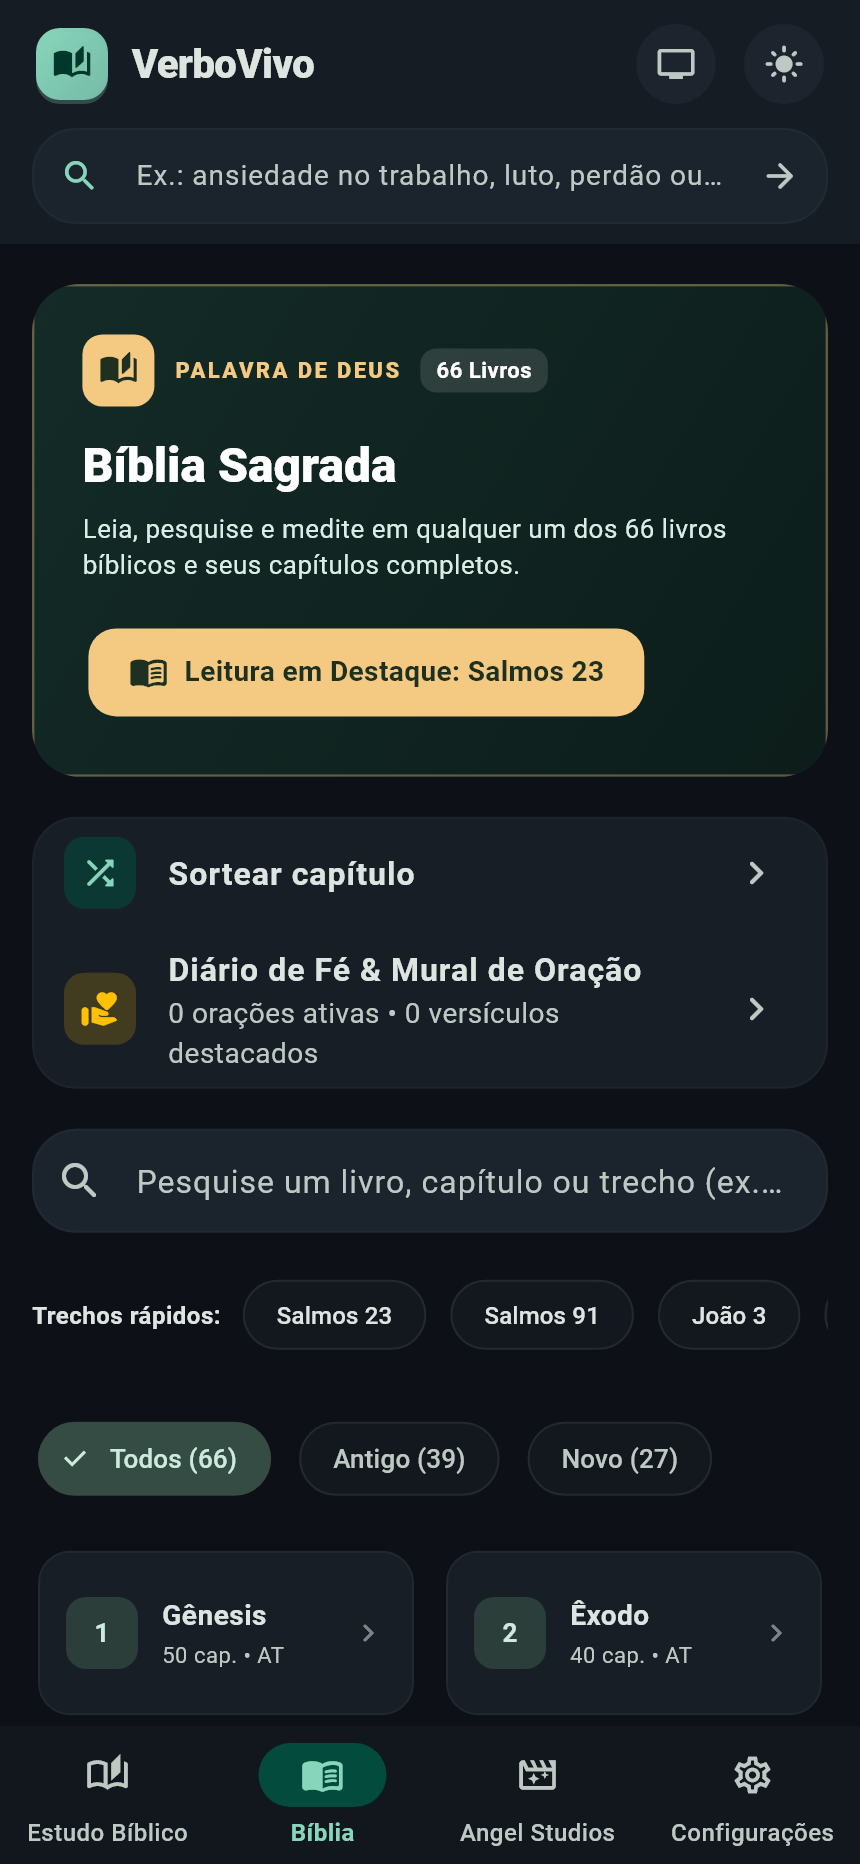 VerboVivo
Ex.: ansiedade no trabalho, luto, perdão ou...
PALAVRA DE DEUS
66 Livros
Bíblia Sagrada
Leia, pesquise e medite em qualquer um dos 66 livros
bíblicos e seus capítulos completos.
Leitura em Destaque: Salmos 23
Sortear capítulo
Diário de Fé & Mural de Oração
0 orações ativas • 0 versículos
destacados
Pesquise um livro, capítulo ou trecho (ex....
Trechos rápidos:
Salmos 23
Salmos 91
João 3
Todos (66)
Antigo (39)
Novo (27)
1
Gênesis
50 cap. • AT
2
Êxodo
40 cap. • AT
Estudo Bíblico
Bíblia
Angel Studios
Configurações